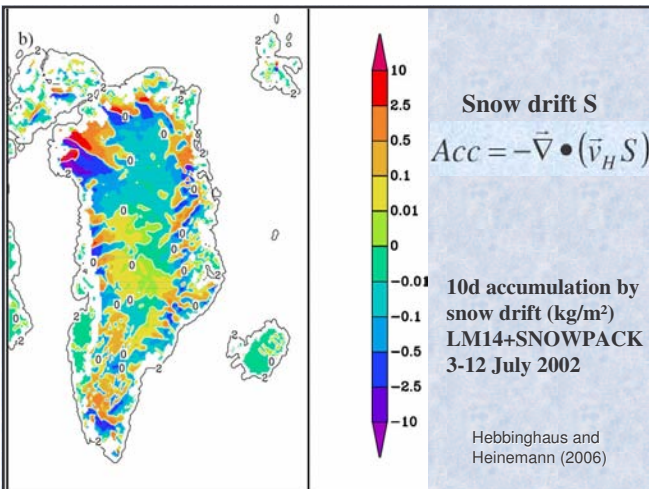 b)
10
2.5
0.5
0.1
0.01
0
−0.01
−0.1
−0.5
−2.5
−10
Snow drift S
Acc = −∇⃗ • (v⃗_H S)
10d accumulation by
snow drift (kg/m²)
LM14+SNOWPACK
3-12 July 2002
Hebbinghaus and
Heinemann (2006)